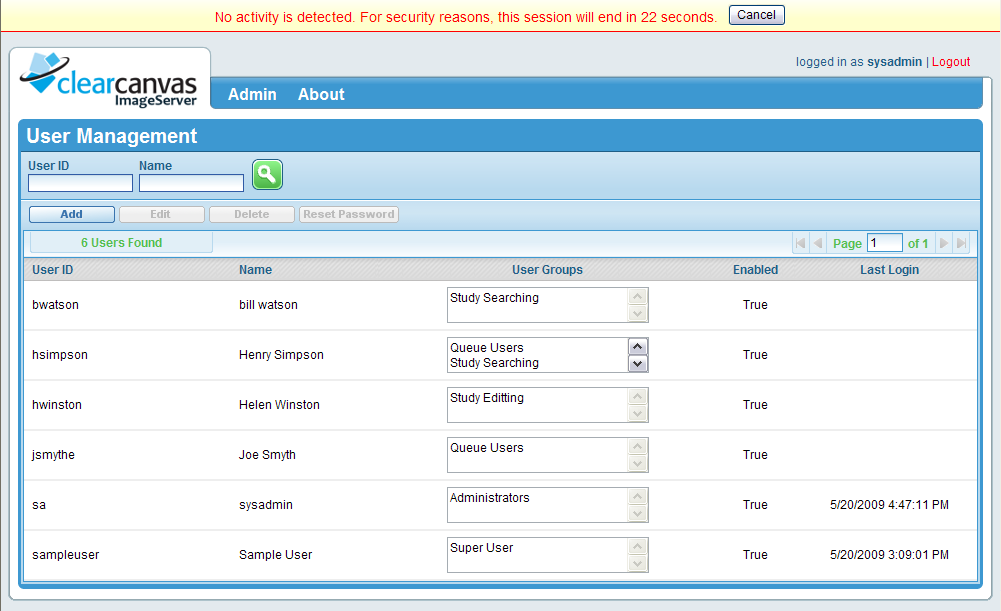 No activity is detected. For security reasons, this session will end in 22 seconds. Cancel
logged in as sysadmin | Logout
clearcanvas
ImageServer
Admin About
User Management
User ID Name
Add Edit Delete Reset Password
6 Users Found Page 1 of 1
User ID Name User Groups Enabled Last Login
bwatson bill watson Study Searching True
hsimpson Henry Simpson Queue Users True
Study Searching
hwinston Helen Winston Study Editting True
jsmythe Joe Smyth Queue Users True
sa sysadmin Administrators True 5/20/2009 4:47:11 PM
sampleuser Sample User Super User True 5/20/2009 3:09:01 PM